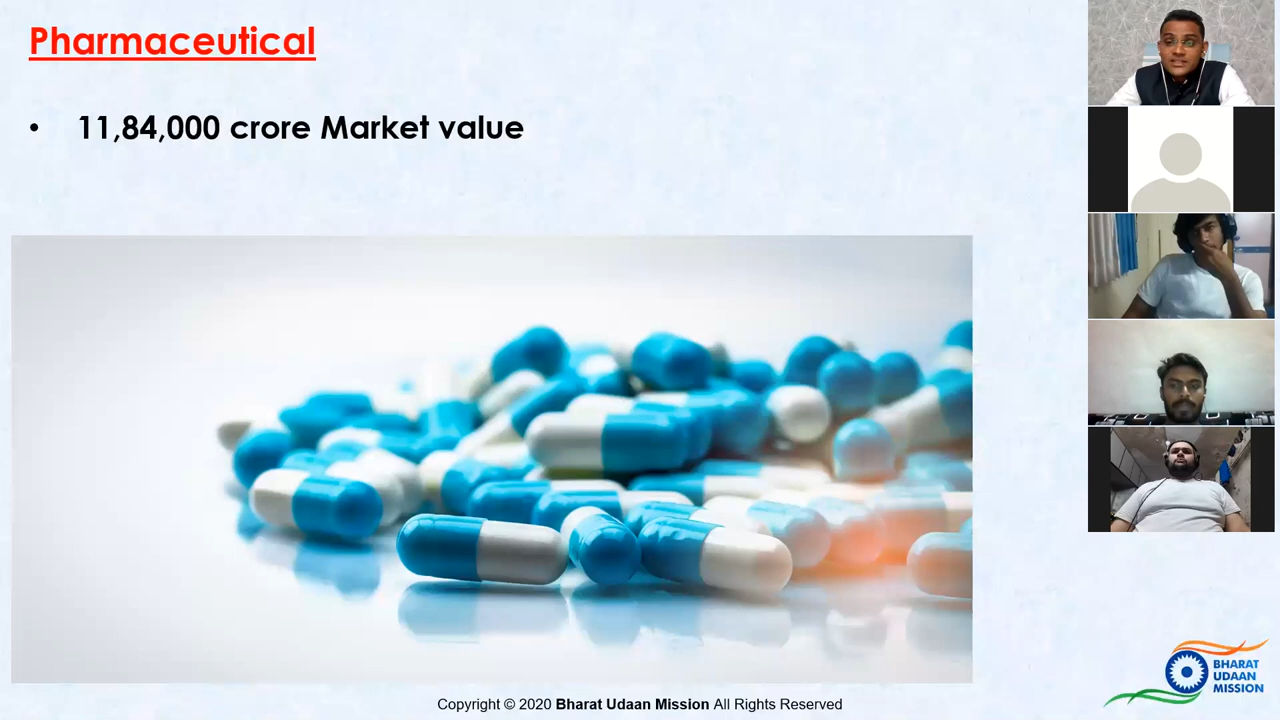 Pharmaceutical
• 11,84,000 crore Market value
BHARAT
UDAAN
MISSION
Copyright © 2020 Bharat Udaan Mission All Rights Reserved